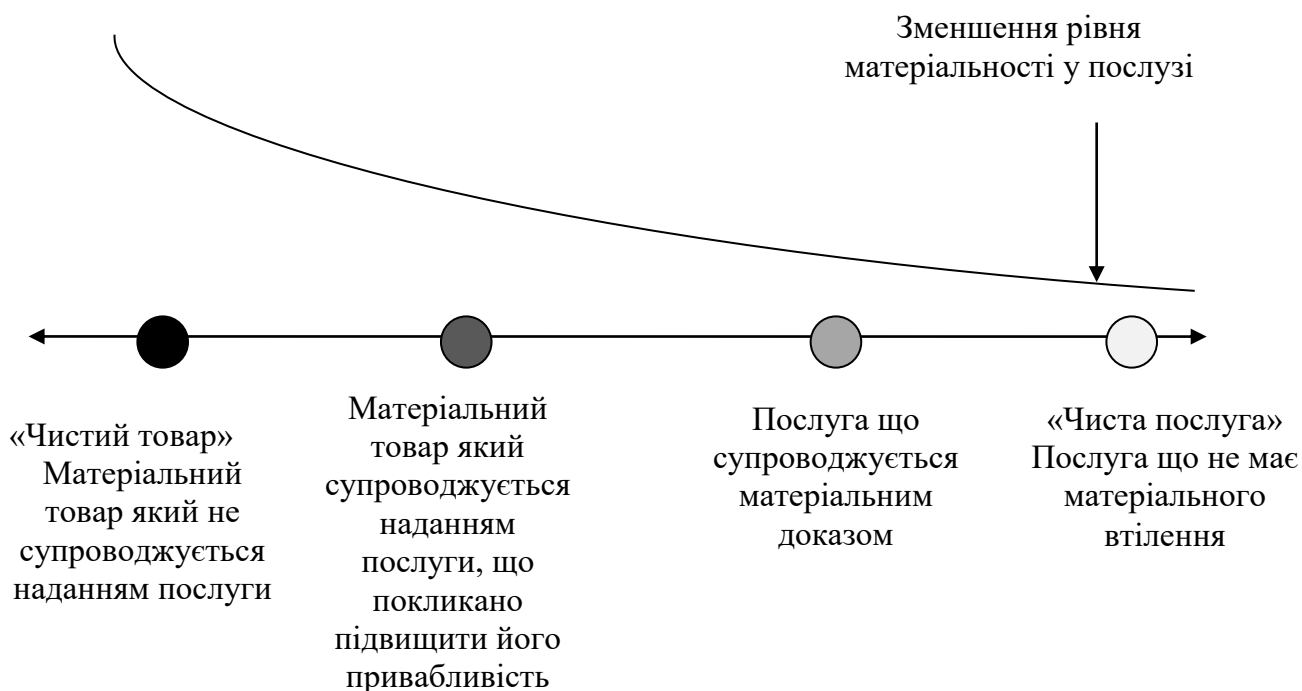 Зменшення рівня
матеріальності у послузі
«Чистий товар»
Матеріальний
товар який не
супроводжується
наданням послуги
Матеріальний
товар який
супроводжується
наданням
послуги, що
покликано
підвищити його
привабливість
Послуга що
супроводжується
матеріальним
доказом
«Чиста послуга»
Послуга що не має
матеріального
втілення